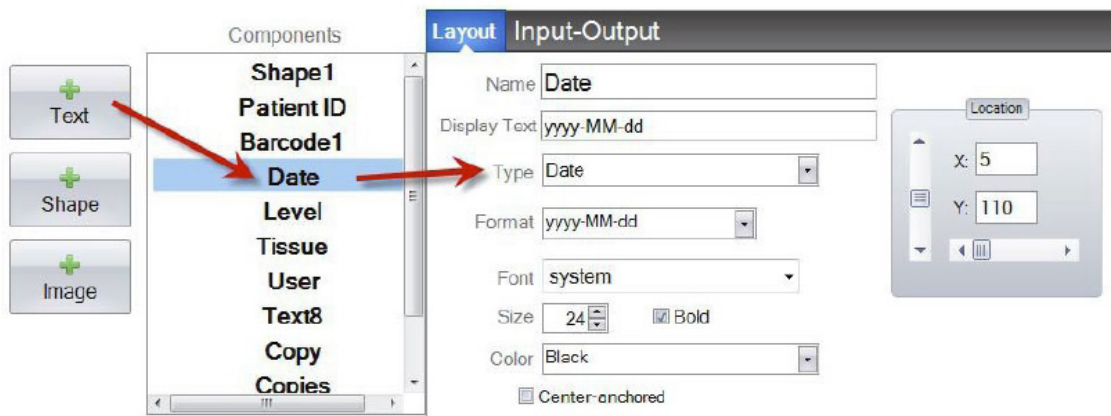 Text
Shape
Image
Components
Shape1
Patient ID
Barcode1
Date
Level
Tissue
User
Text8
Copy
Copies
Layout Input-Output
Name Date
Display Text yyyy-MM-dd
Type Date
Format yyyy-MM-dd
Font system
Size 24 Bold
Color Black
Center-anchored
Location
X: 5
Y: 110